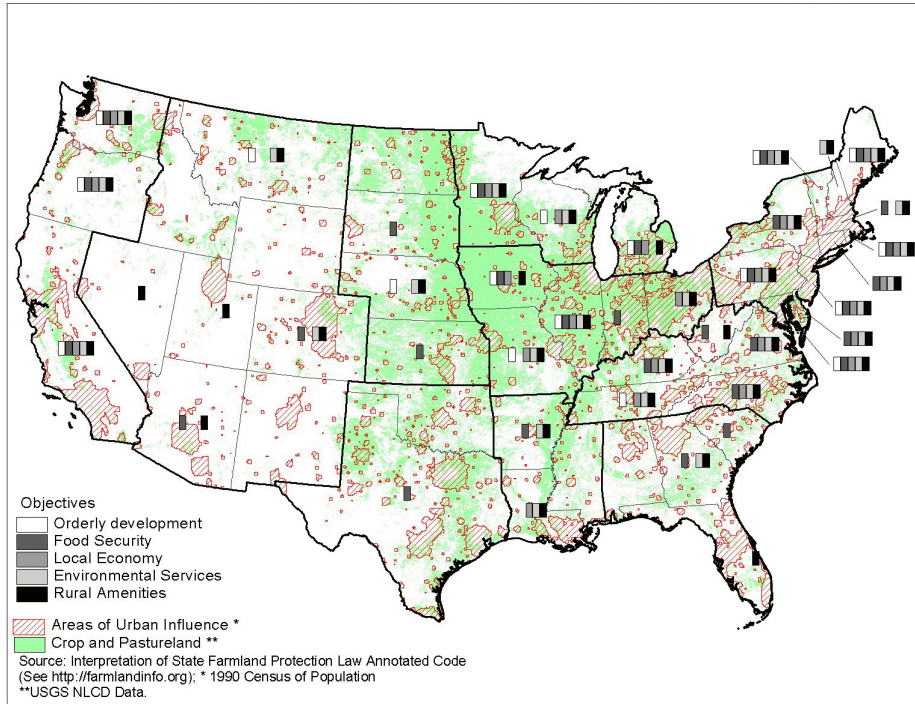 Objectives
Orderly development
Food Security
Local Economy
Environmental Services
Rural Amenities
Areas of Urban Influence *
Crop and Pastureland **
Source: Interpretation of State Farmland Protection Law Annotated Code
(See http://farmlandinfo.org); * 1990 Census of Population
**USGS NLCD Data.